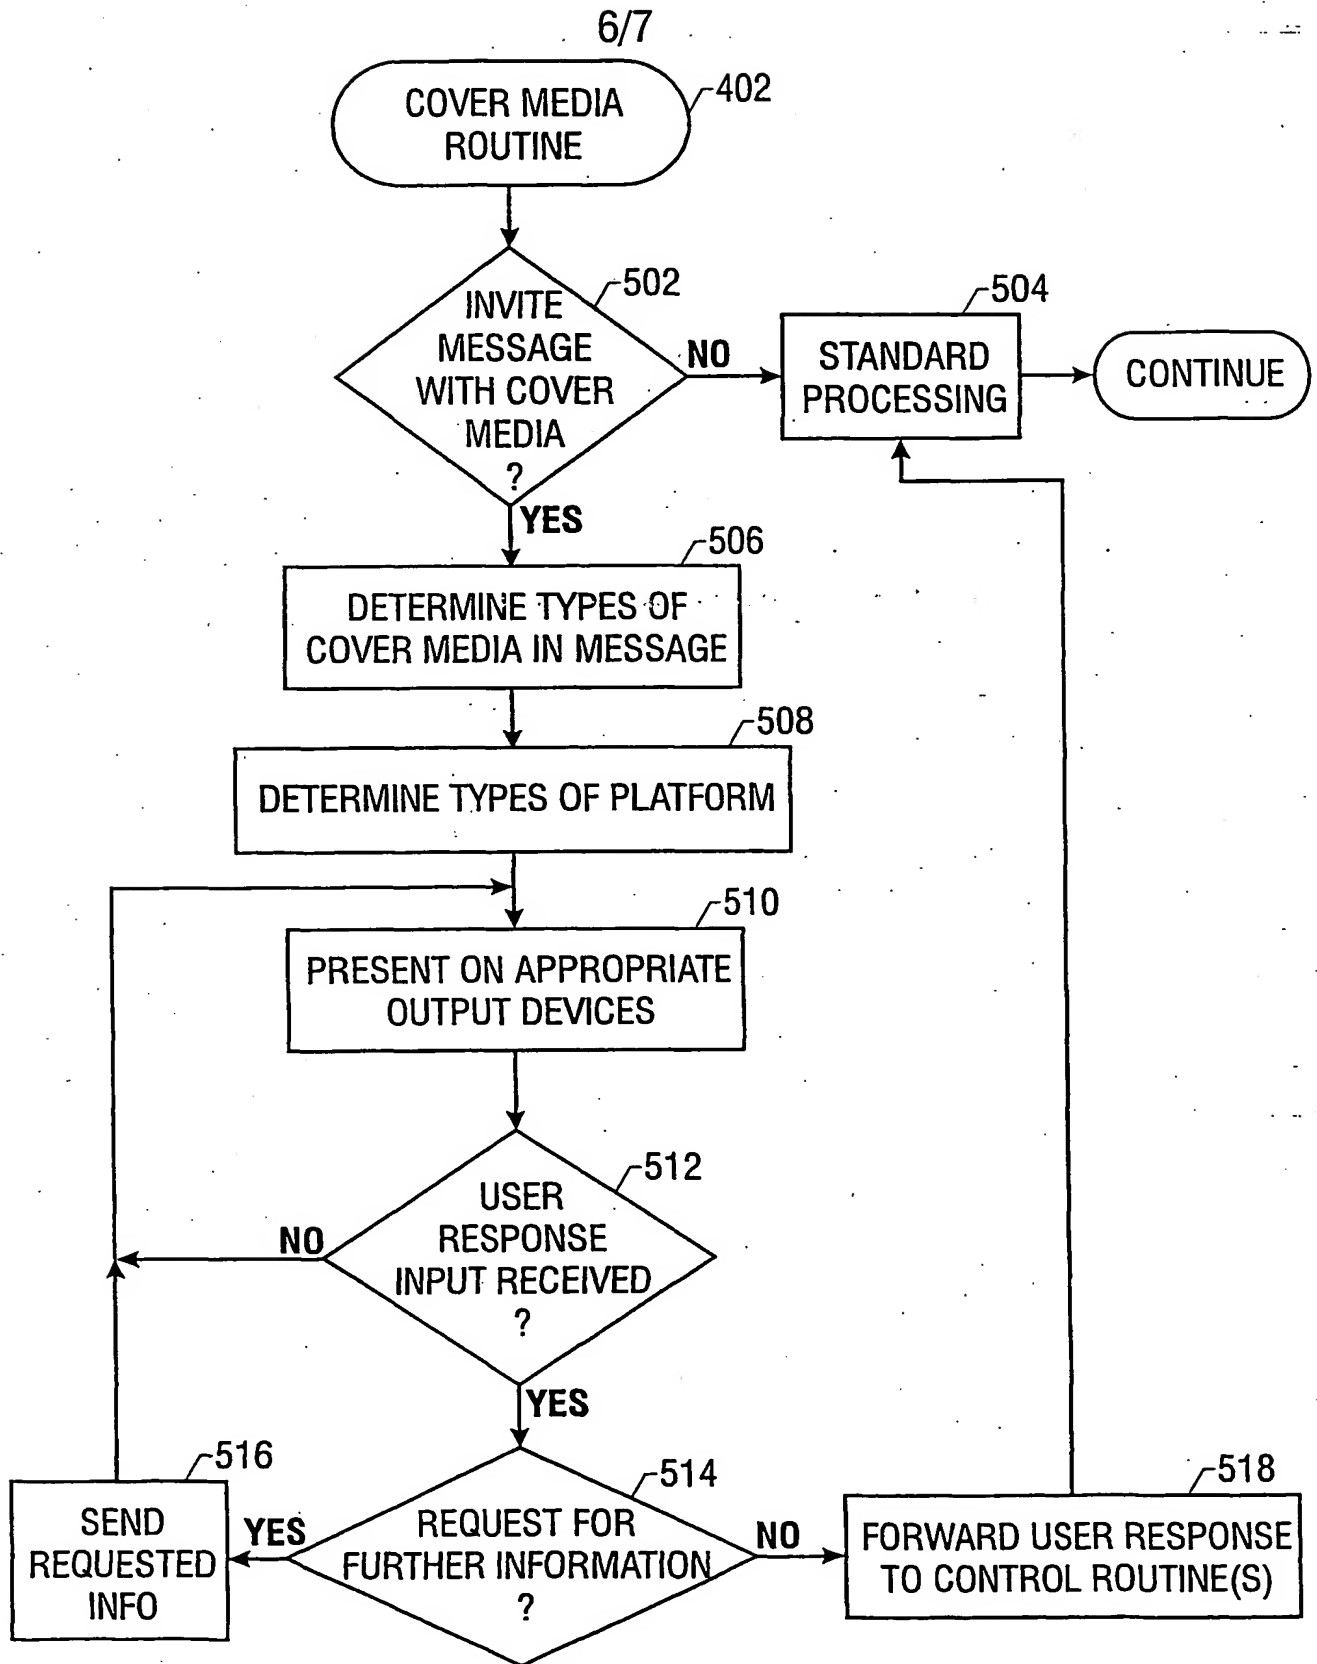 6/7
COVER MEDIA
ROUTINE
402
INVITE
MESSAGE
WITH COVER
MEDIA
?
502
NO
STANDARD
PROCESSING
504
CONTINUE
YES
506
DETERMINE TYPES OF
COVER MEDIA IN MESSAGE
508
DETERMINE TYPES OF PLATFORM
510
PRESENT ON APPROPRIATE
OUTPUT DEVICES
512
USER
RESPONSE
INPUT RECEIVED
?
NO
YES
516
SEND
REQUESTED
INFO
YES
514
REQUEST FOR
FURTHER INFORMATION
?
NO
518
FORWARD USER RESPONSE
TO CONTROL ROUTINE(S)